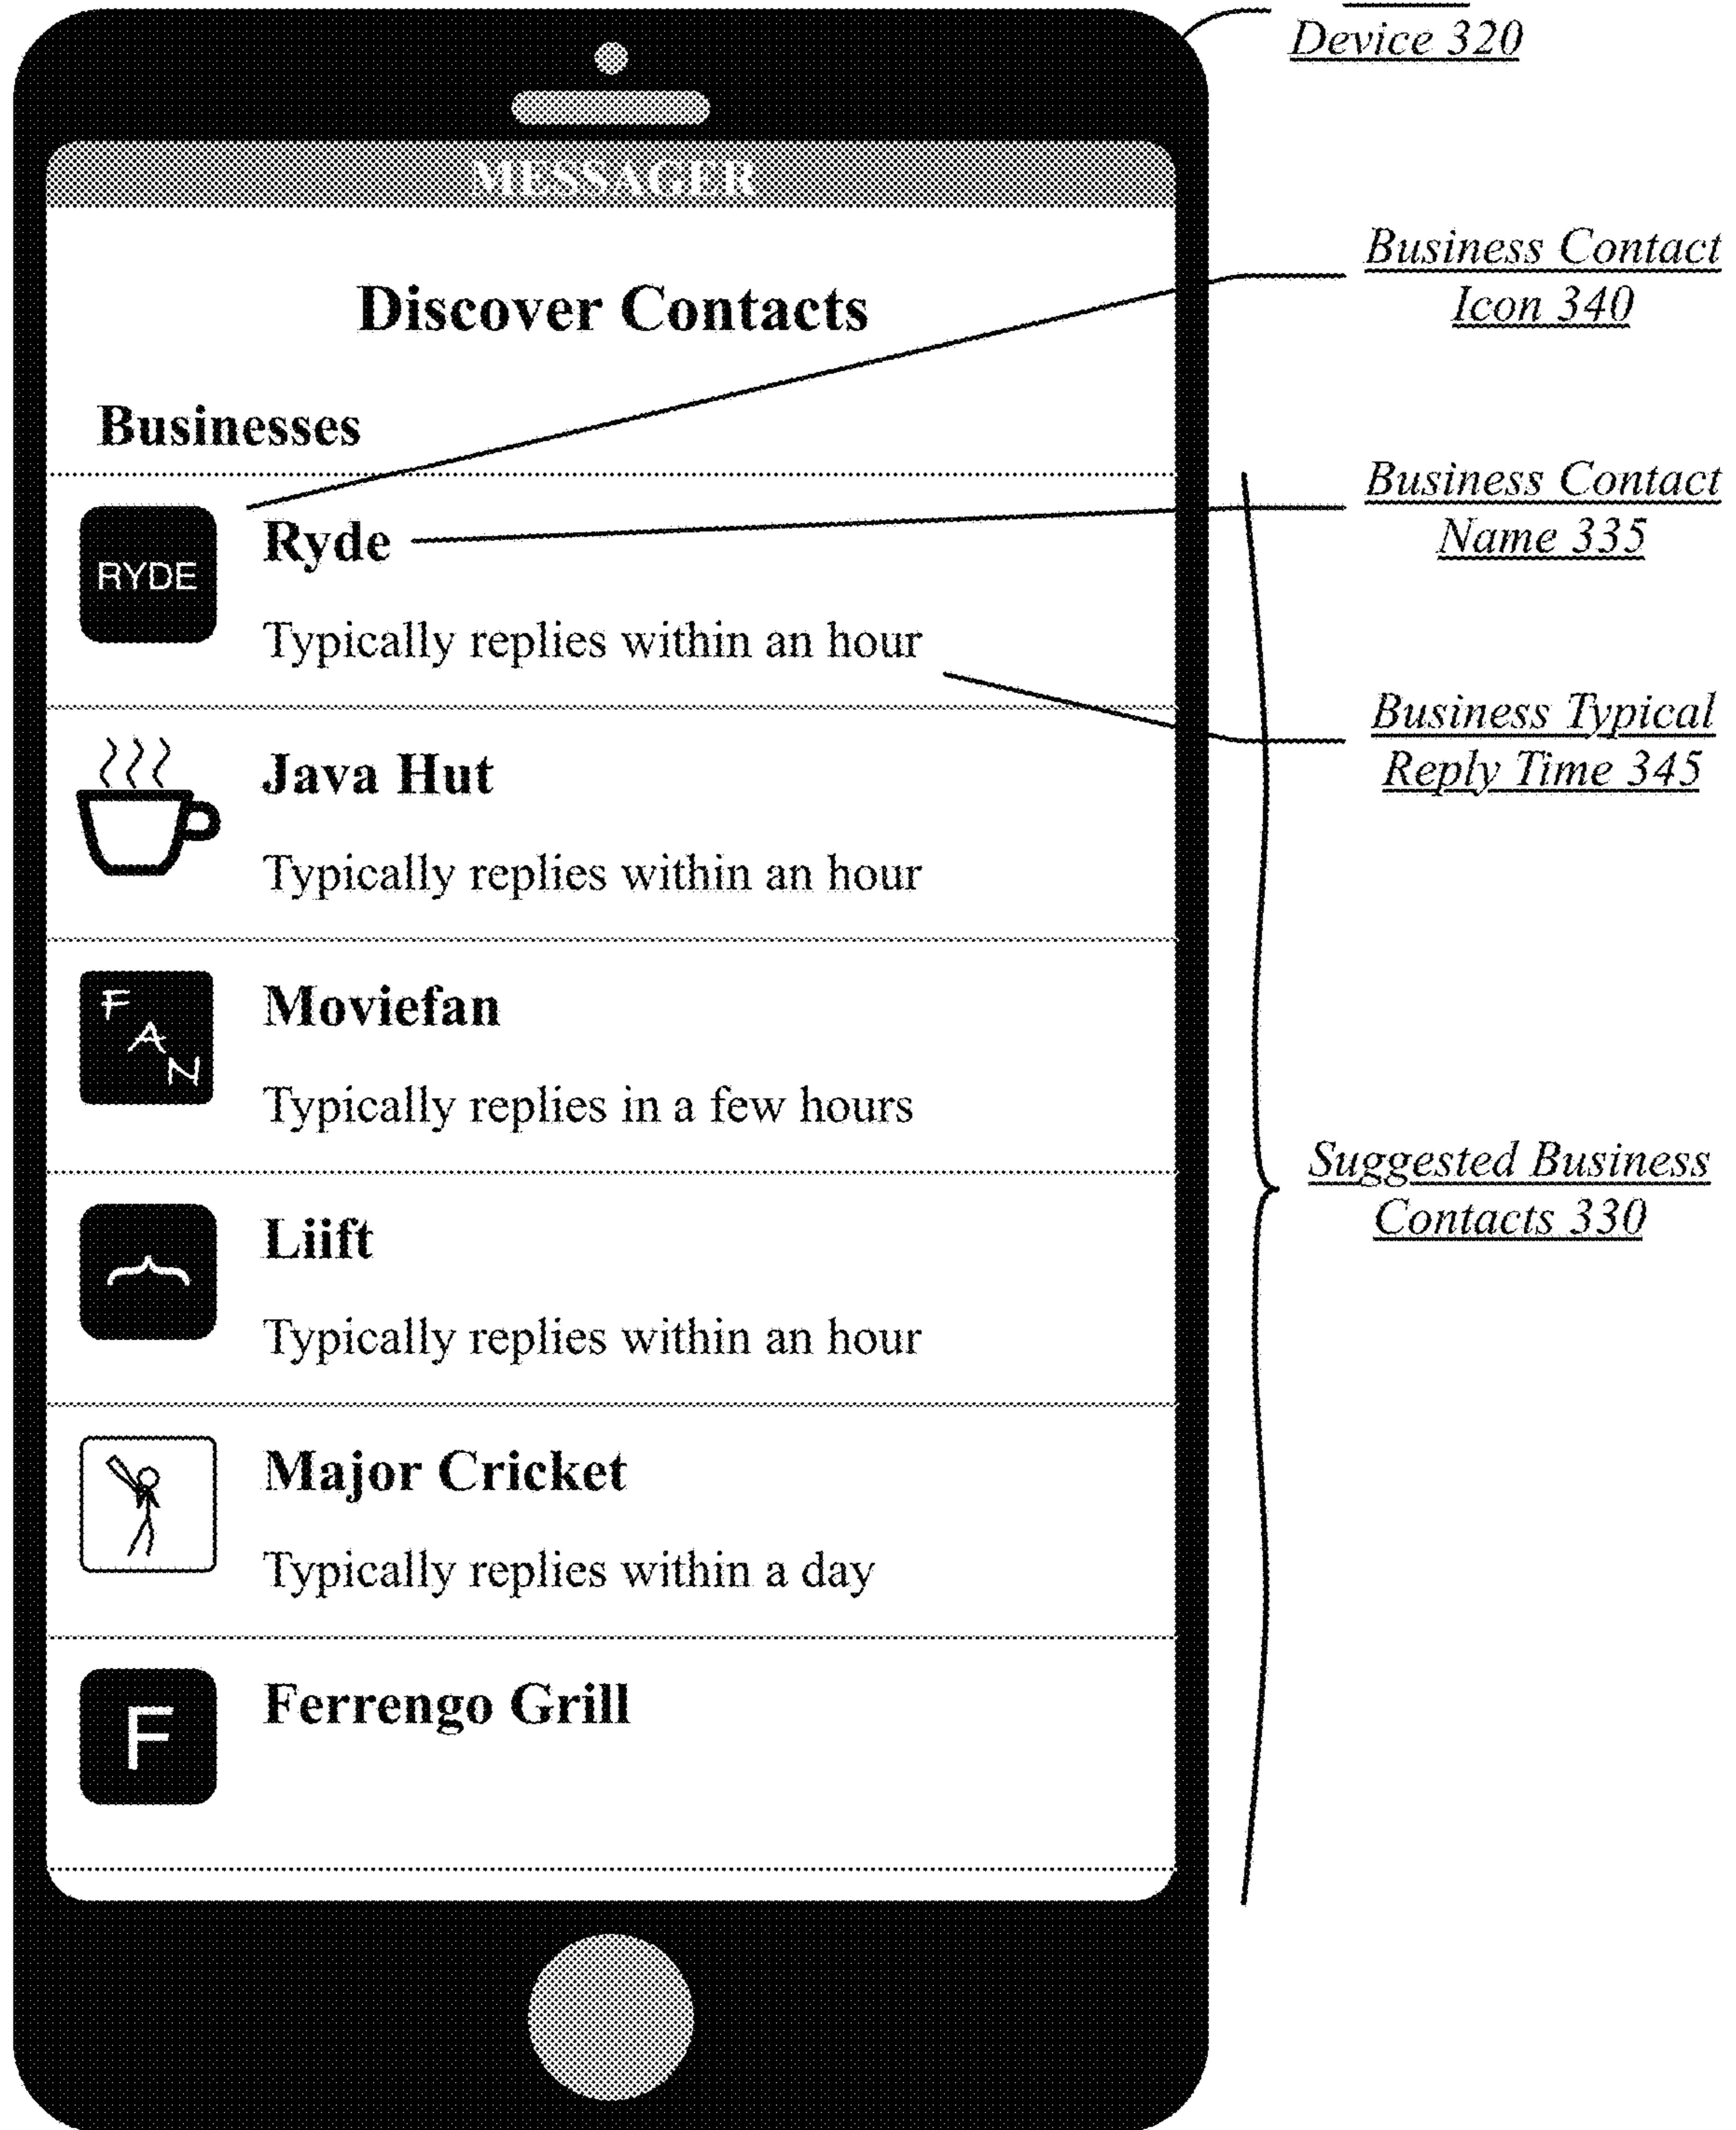 Device 320
MESSAGER
Discover Contacts
Business Contact
Icon 340
Businesses
Business Contact
Name 335
RYDE
Ryde
Typically replies within an hour
Business Typical
Reply Time 345
Java Hut
Typically replies within an hour
F
A
N
Moviefan
Typically replies in a few hours
Suggested Business
Contacts 330
Liift
Typically replies within an hour
Major Cricket
Typically replies within a day
F
Ferrengo Grill